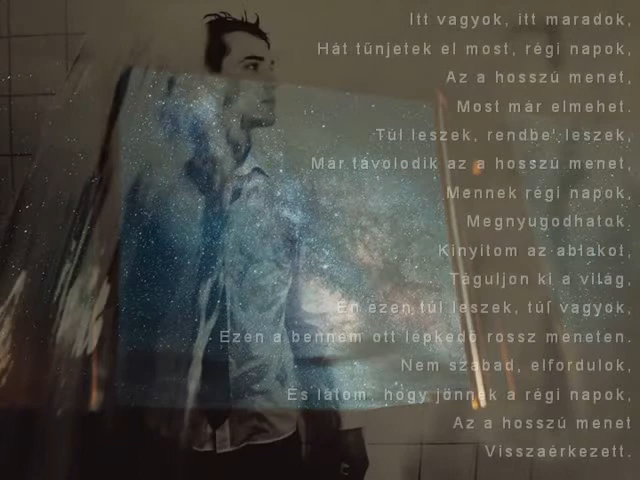 Itt vagyok, itt maradok,
Hát tűnjetek el most, régi napok,
Az a hosszú menet,
Most már elmehet.
Túl leszek, rendbe' leszek,
Már távolodik az a hosszú menet,
Mennek régi napok,
Megnyugodhatok.
Kinyitom az ablakot,
Táguljon ki a világ,
Én ezen túl leszek, túl vagyok,
Ezen a bennem ott lépkedő rossz meneten.
Nem szabad, elfordulok,
És látom, hogy jönnek a régi napok,
Az a hosszú menet
Visszaérkezett.